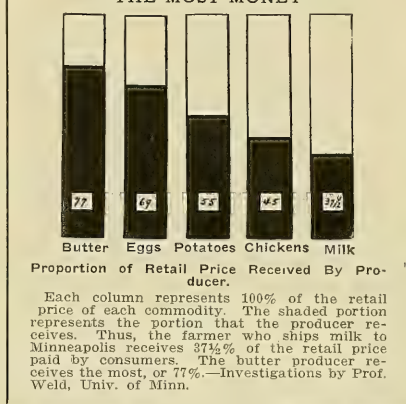 THE MOST MONEY
77 69 55 45 37½
Butter Eggs Potatoes Chickens Milk
Proportion of Retail Price Received By Pro-
ducer.
Each column represents 100% of the retail
price of each commodity. The shaded portion
represents the portion that the producer re-
ceives. Thus, the farmer who ships milk to
Minneapolis receives 37½% of the retail price
paid by consumers. The butter producer re-
ceives the most, or 77%.—Investigations by Prof.
Weld, Univ. of Minn.